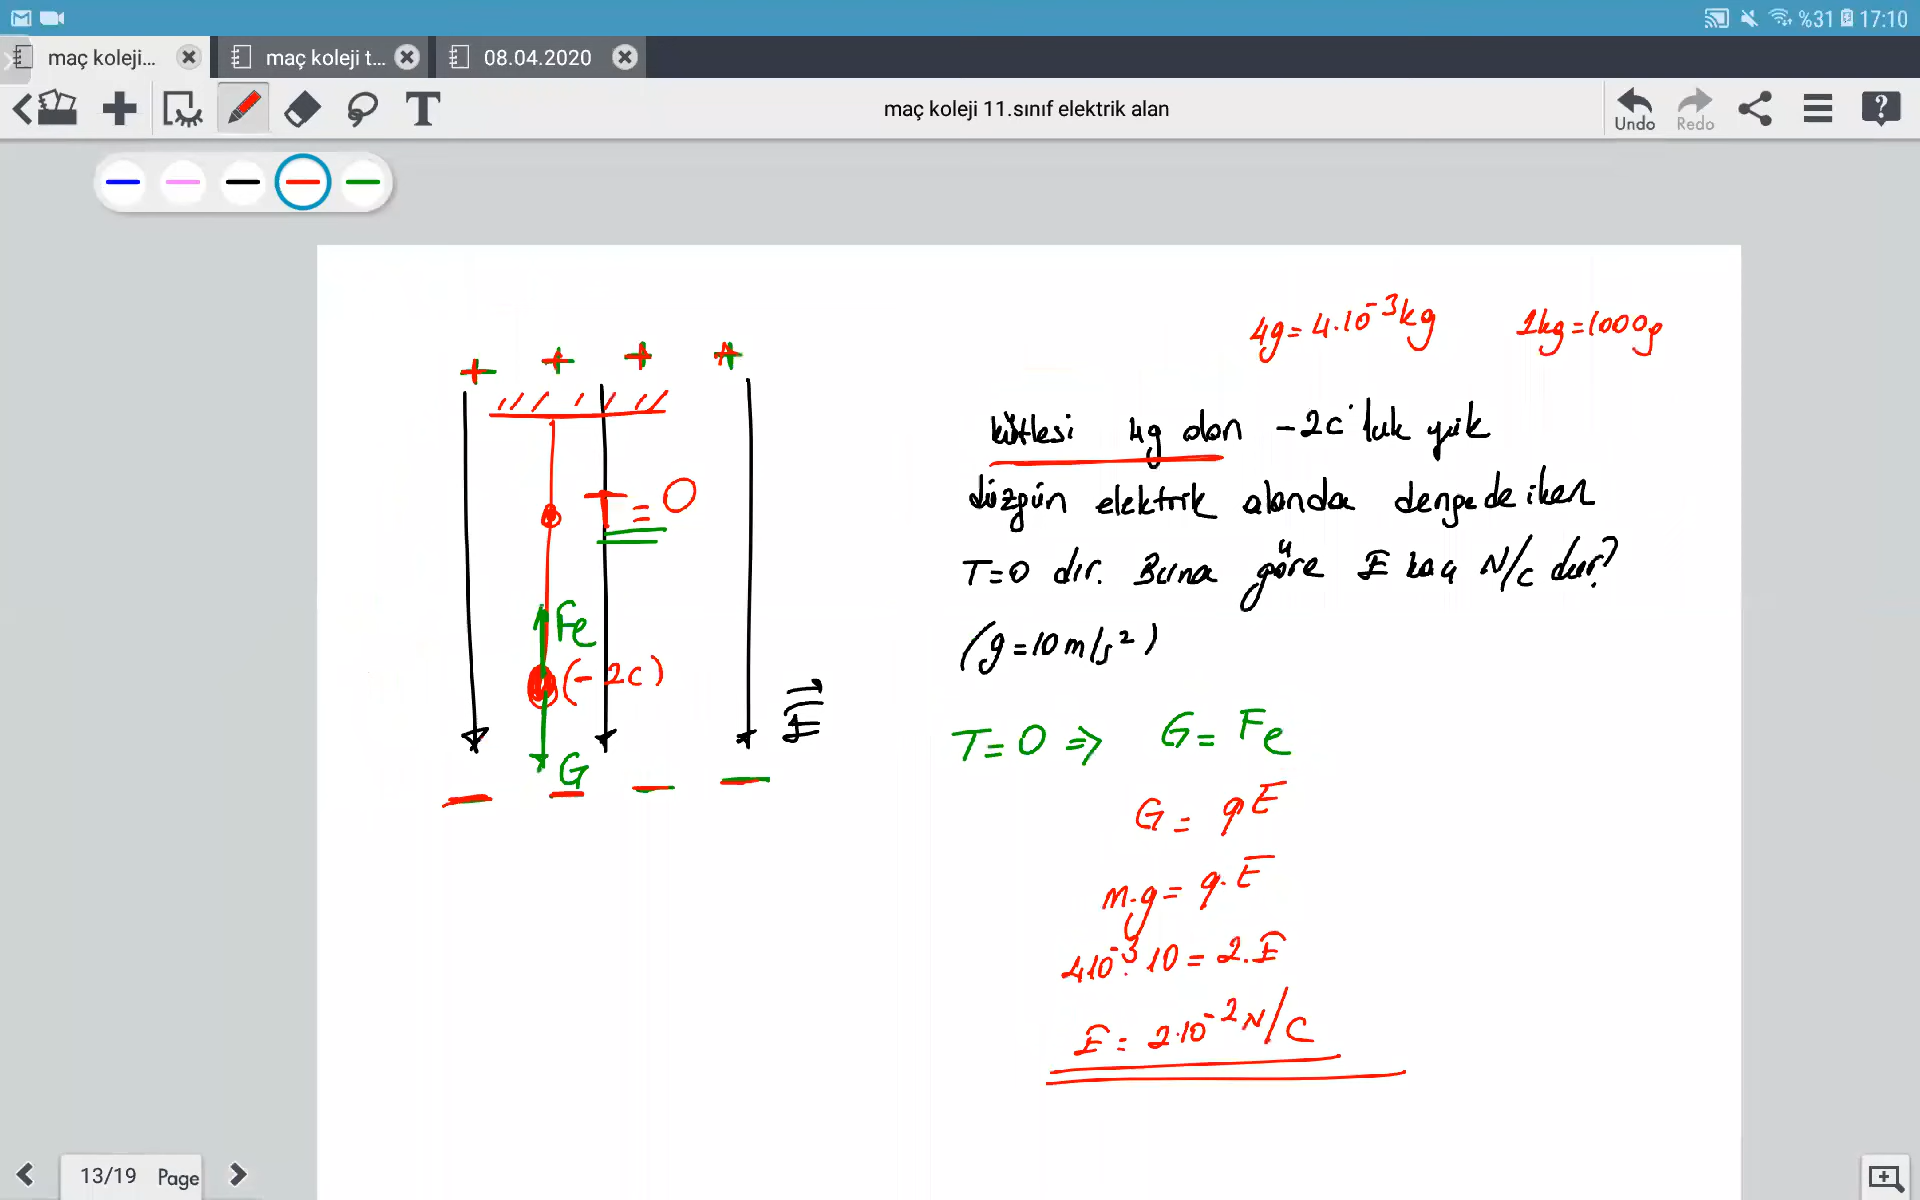 %31 17:10
maç koleji...
maç koleji t...
08.04.2020
T
maç koleji 11.sınıf elektrik alan
Undo
Redo
?
4g = 4.10⁻³kg
1kg = 1000g
+ + + +
kütlesi 4g olan -2C'luk yük
düzgün elektrik alanda dengede iken
T=0 dır. Buna göre E kaç N/C dur?
(g=10m/s²)
T = 0
Fe
(-2C)
E
G
- - - -
T=0 ⇒ G = Fe
G = qE
m.g = q.E
4.10⁻³.10 = 2.E
E = 2.10⁻² N/C
13/19 Page